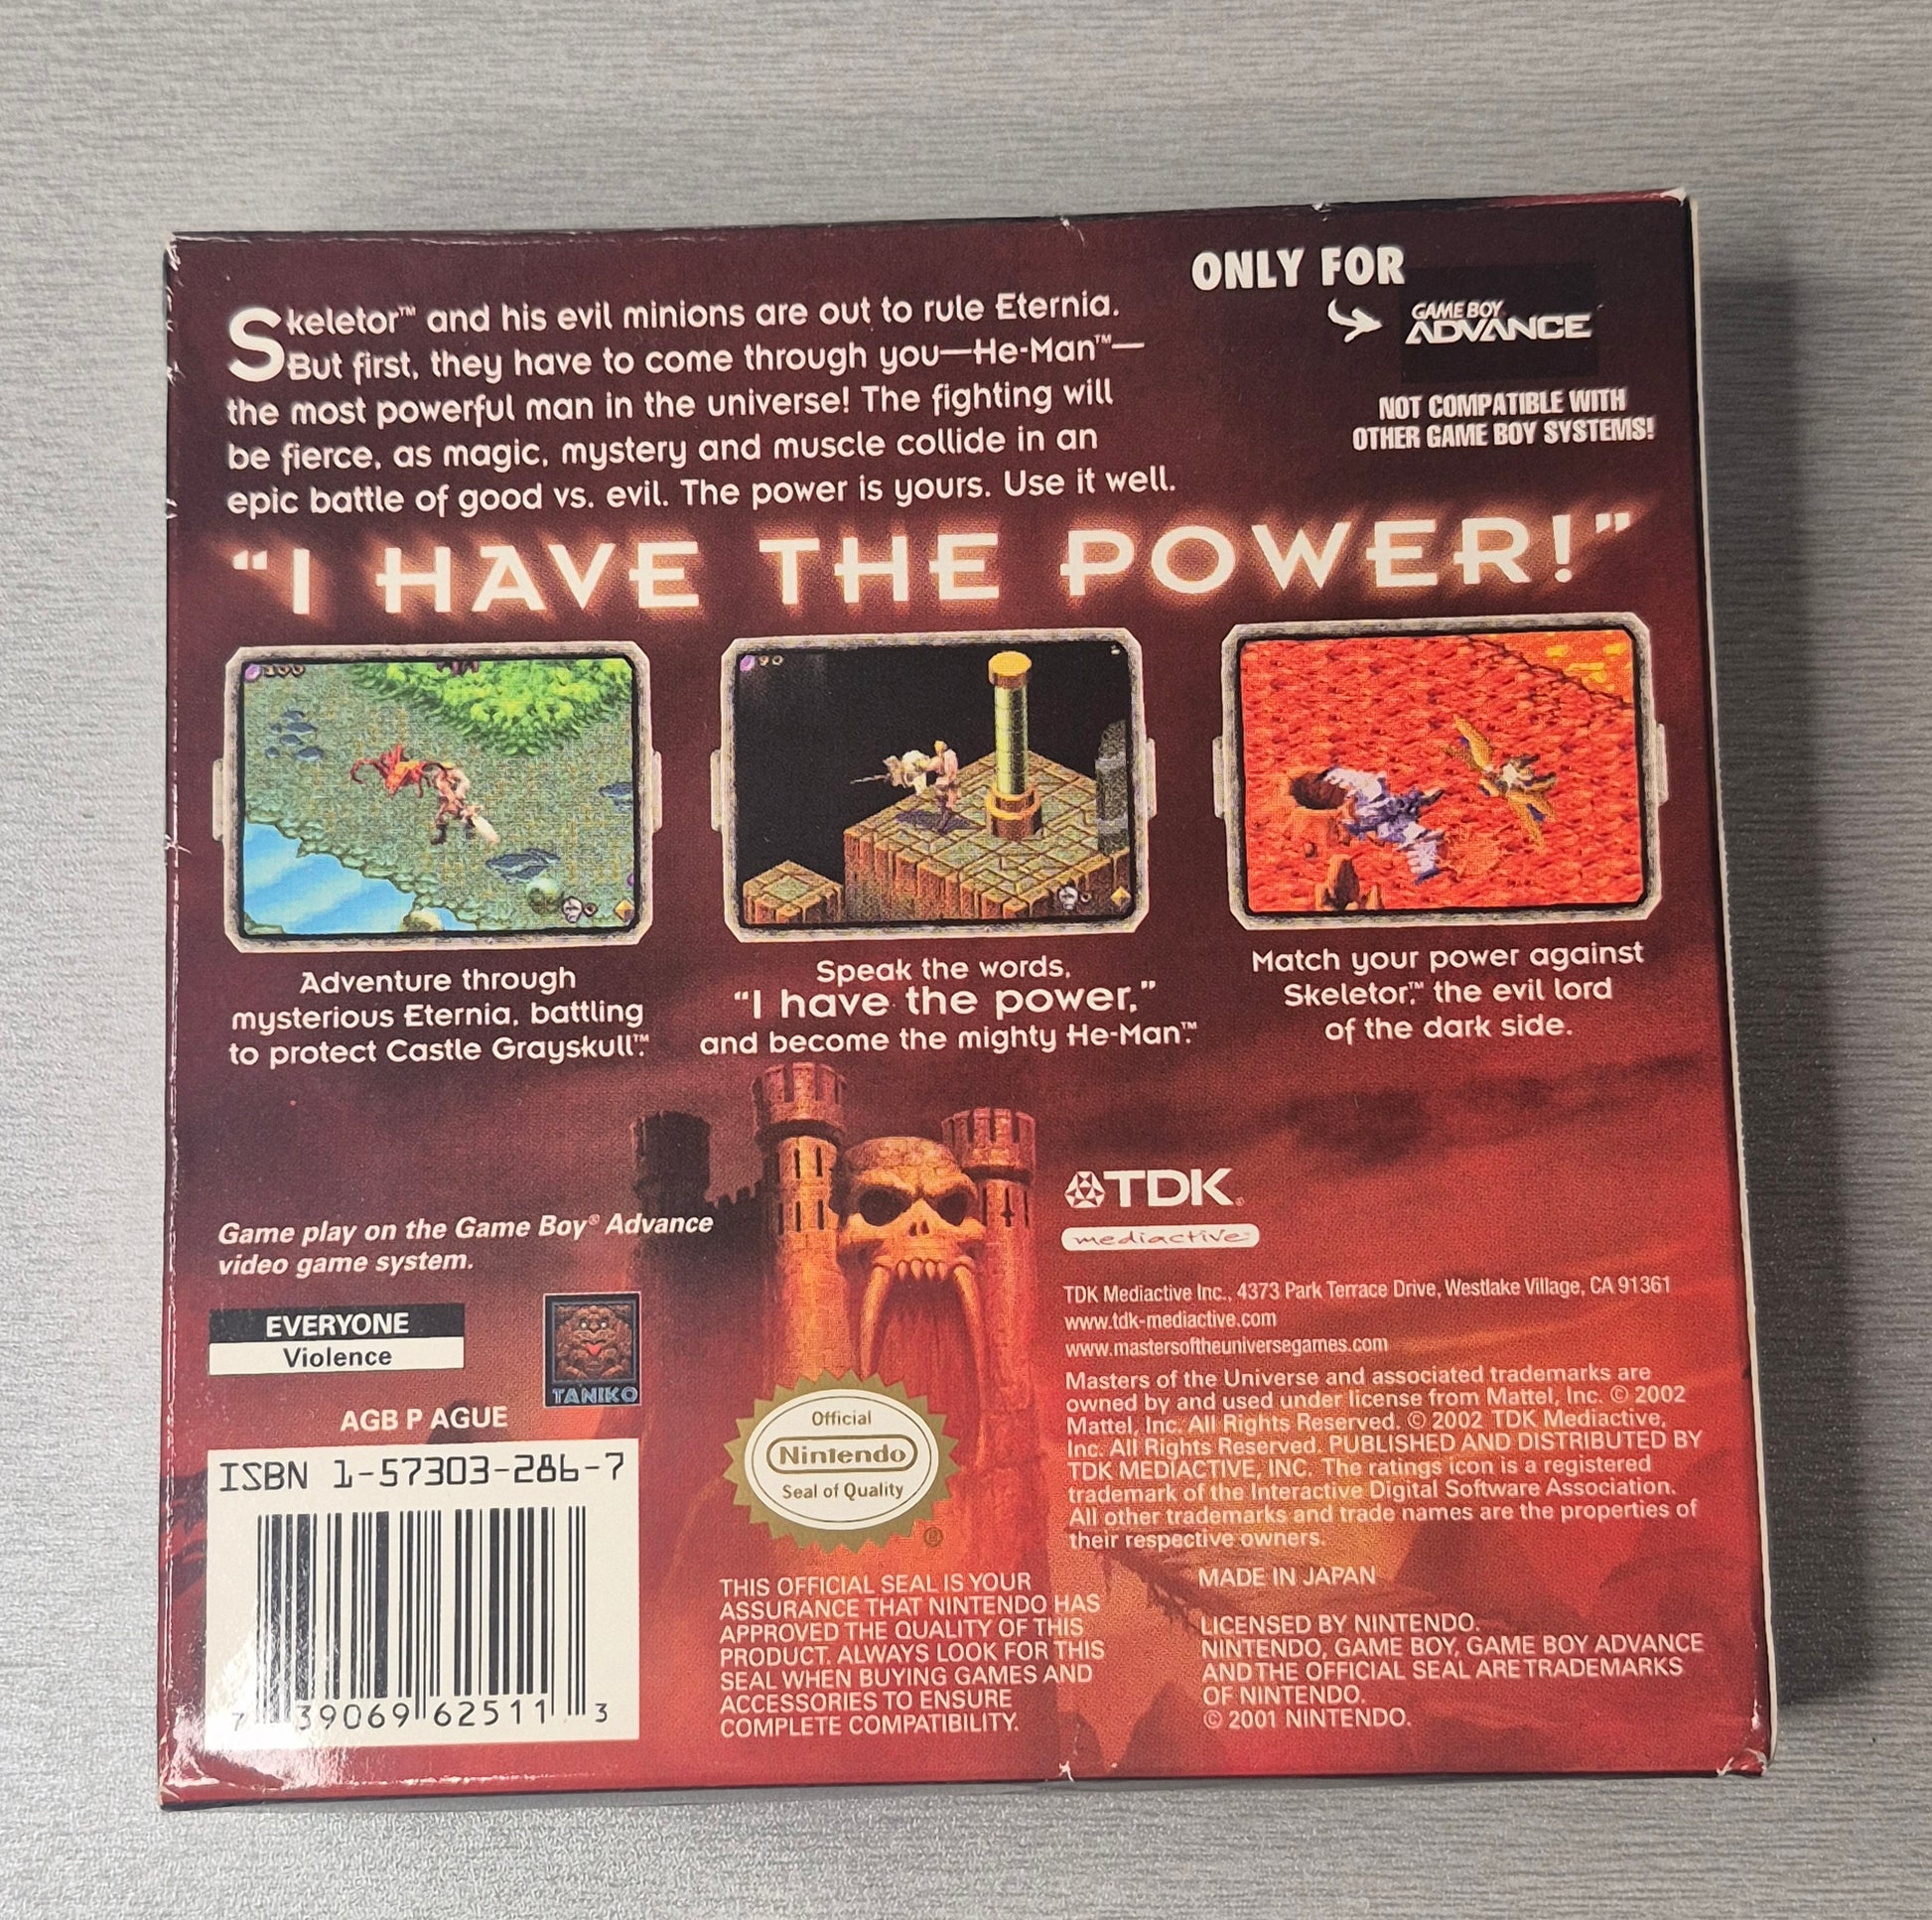 Skeletor™ and his evil minions are out to rule Eternia.
But first, they have to come through you—He-Man™—
the most powerful man in the universe! The fighting will
be fierce, as magic, mystery and muscle collide in an
epic battle of good vs. evil. The power is yours. Use it well.
ONLY FOR
GAME BOY
ADVANCE
NOT COMPATIBLE WITH
OTHER GAME BOY SYSTEMS!
“I HAVE THE POWER!”
100
90
Adventure through
mysterious Eternia, battling
to protect Castle Grayskull.™
Speak the words,
“I have the power,”
and become the mighty He-Man.™
Match your power against
Skeletor,™ the evil lord
of the dark side.
Game play on the Game Boy® Advance
video game system.
EVERYONE
Violence
TANIKO
AGB P AGUE
ISBN 1-57303-286-7
7 39069 62511 3
Official
Nintendo
Seal of Quality
®
THIS OFFICIAL SEAL IS YOUR
ASSURANCE THAT NINTENDO HAS
APPROVED THE QUALITY OF THIS
PRODUCT. ALWAYS LOOK FOR THIS
SEAL WHEN BUYING GAMES AND
ACCESSORIES TO ENSURE
COMPLETE COMPATIBILITY.
TDK®
mediactive™
TDK Mediactive Inc., 4373 Park Terrace Drive, Westlake Village, CA 91361
www.tdk-mediactive.com
www.mastersoftheuniversegames.com
Masters of the Universe and associated trademarks are
owned by and used under license from Mattel, Inc. © 2002
Mattel, Inc. All Rights Reserved. © 2002 TDK Mediactive,
Inc. All Rights Reserved. PUBLISHED AND DISTRIBUTED BY
TDK MEDIACTIVE, INC. The ratings icon is a registered
trademark of the Interactive Digital Software Association.
All other trademarks and trade names are the properties of
their respective owners.
MADE IN JAPAN
LICENSED BY NINTENDO.
NINTENDO, GAME BOY, GAME BOY ADVANCE
AND THE OFFICIAL SEAL ARE TRADEMARKS
OF NINTENDO.
© 2001 NINTENDO.